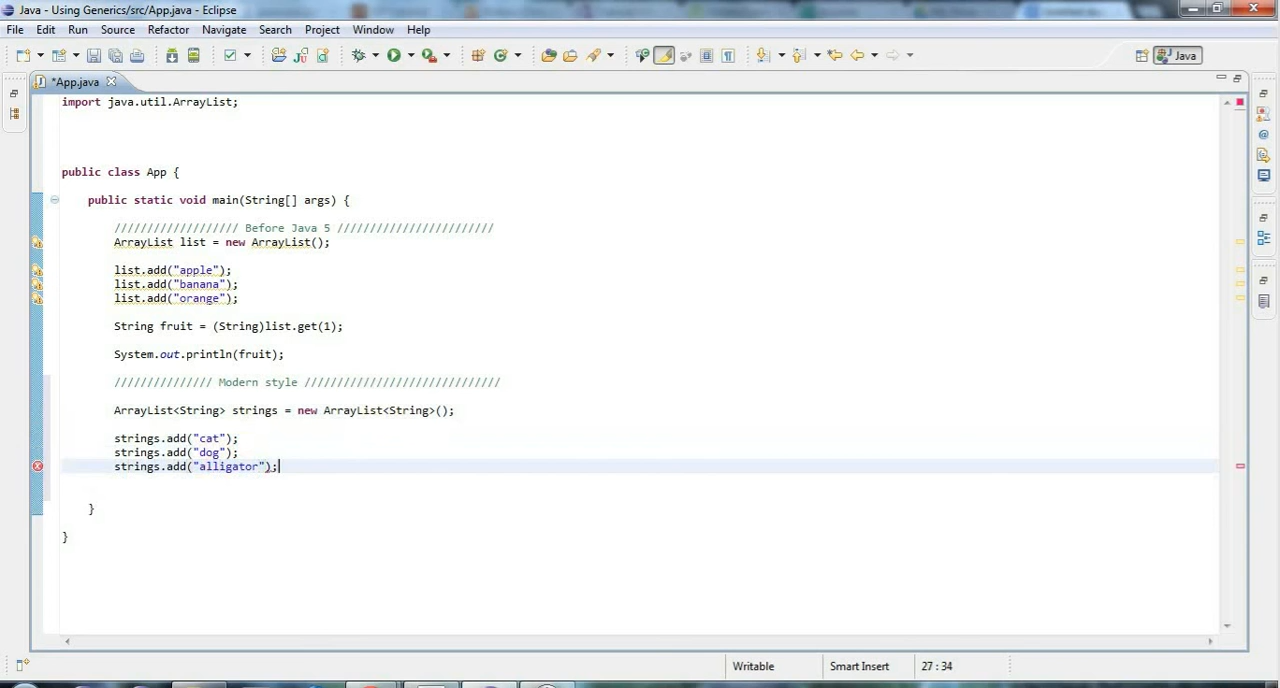 Java - Using Generics/src/App.java - Eclipse
File Edit Run Source Refactor Navigate Search Project Window Help
Java
*App.java
import java.util.ArrayList;
public class App {
public static void main(String[] args) {
/////////////////// Before Java 5 ////////////////////////
ArrayList list = new ArrayList();
list.add("apple");
list.add("banana");
list.add("orange");
String fruit = (String)list.get(1);
System.out.println(fruit);
/////////////// Modern style //////////////////////////////
ArrayList<String> strings = new ArrayList<String>();
strings.add("cat");
strings.add("dog");
strings.add("alligator");
}
}
Writable Smart Insert 27 : 34